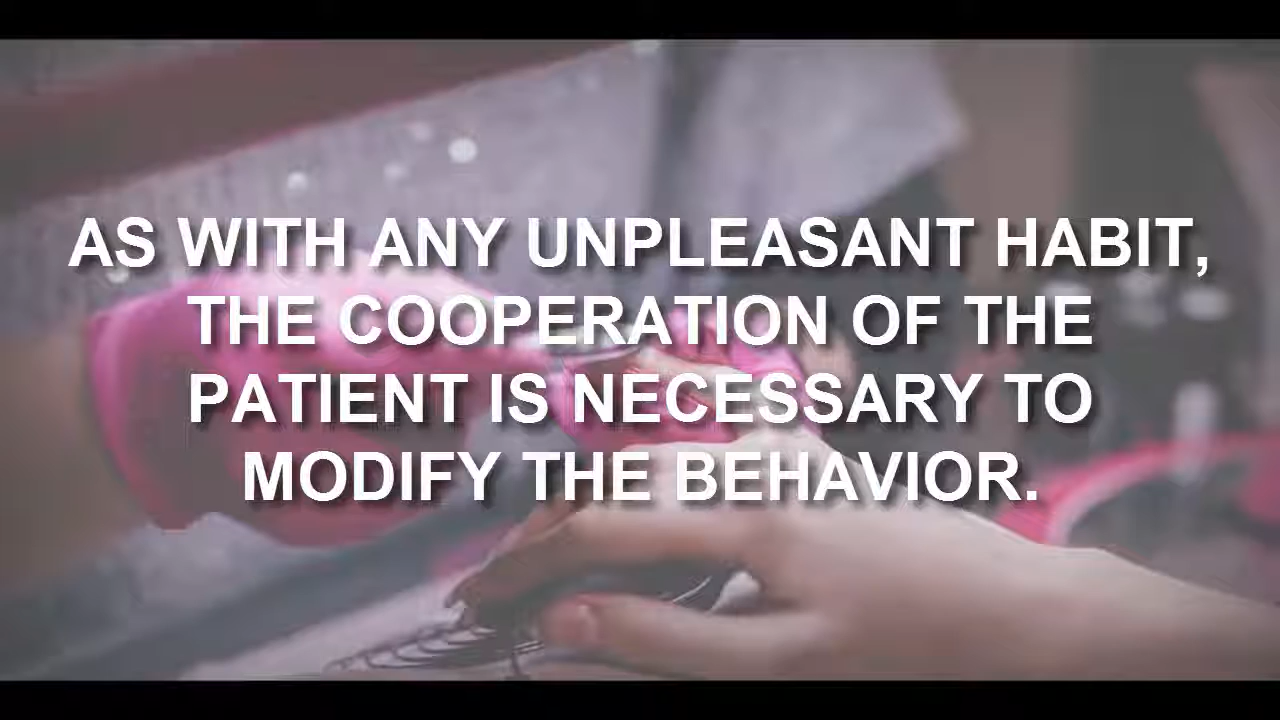 AS WITH ANY UNPLEASANT HABIT,
THE COOPERATION OF THE
PATIENT IS NECESSARY TO
MODIFY THE BEHAVIOR.